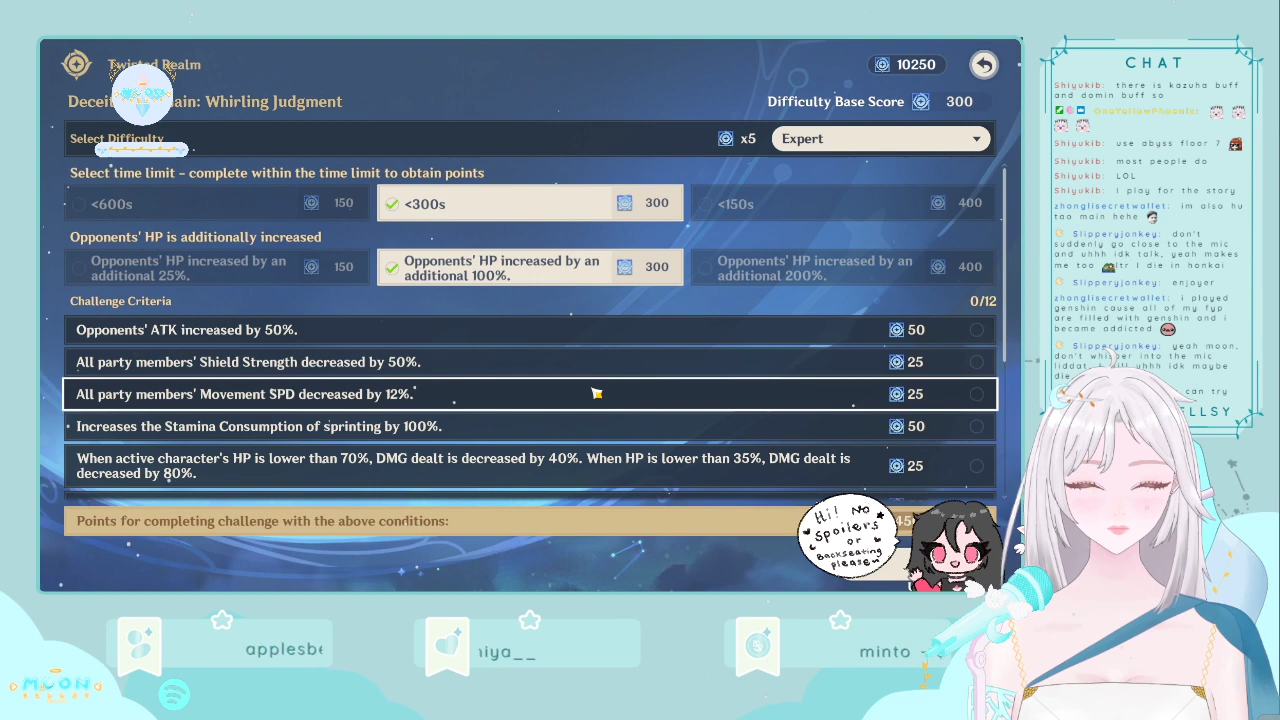 Twisted Realm
10250
Whirling Judgment
Difficulty Base Score 300
Select Difficulty
x5
Expert
Select time limit – complete within the time limit to obtain points
<600s 150
<300s 300
<150s 400
Opponents' HP is additionally increased
Opponents' HP increased by an additional 25%. 150
Opponents' HP increased by an additional 100%. 300
Opponents' HP increased by an additional 200%. 400
Challenge Criteria 0/12
Opponents' ATK increased by 50%. 50
All party members' Shield Strength decreased by 50%. 25
All party members' Movement SPD decreased by 12%. 25
Increases the Stamina Consumption of sprinting by 100%. 50
When active character's HP is lower than 70%, DMG dealt is decreased by 40%. When HP is lower than 35%, DMG dealt is
decreased by 80%. 25
Points for completing challenge with the above conditions:
Hi! No
Spoilers
or
Backseating
please
CHAT
Shiyukib: there is kazuha buff
and domin buff so
Shiyukib: use abyss floor 7
Shiyukib: most people do
Shiyukib: LOL
Shiyukib: I play for the story
zhonglisecretwallet: im also hu
tao main hehe
Slipperyjonkey: don't
suddenly go close to the mic
and uhhh idk talk, yeah makes
me too ltr I die in honkai
Slipperyjonkey: enjoyer
zhonglisecretwallet: i played
genshin cause all of my fyp
are filled with genshin and i
became addicted
Slipperyjonkey: yeah moon,
don't whisper into the mic
can try
applesbe
iya__
minto
MOON